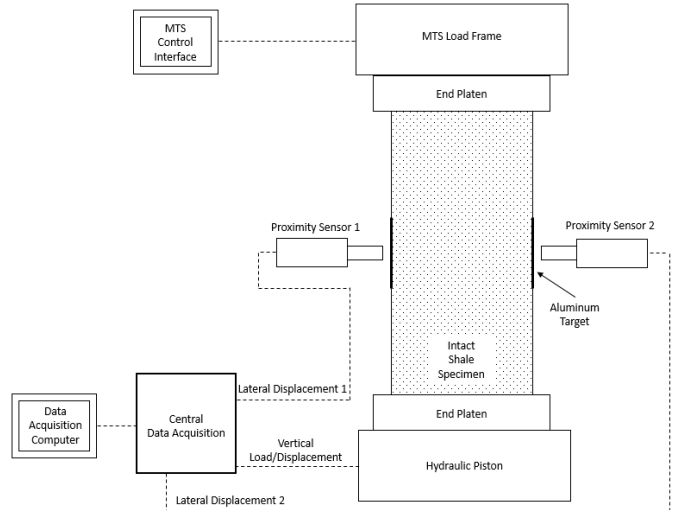 MTS
Control
Interface
MTS Load Frame
End Platen
Proximity Sensor 1
Proximity Sensor 2
Aluminum
Target
Intact
Shale
Specimen
Lateral Displacement 1
Data
Acquisition
Computer
Central
Data Acquisition
End Platen
Vertical
Load/Displacement
Hydraulic Piston
Lateral Displacement 2